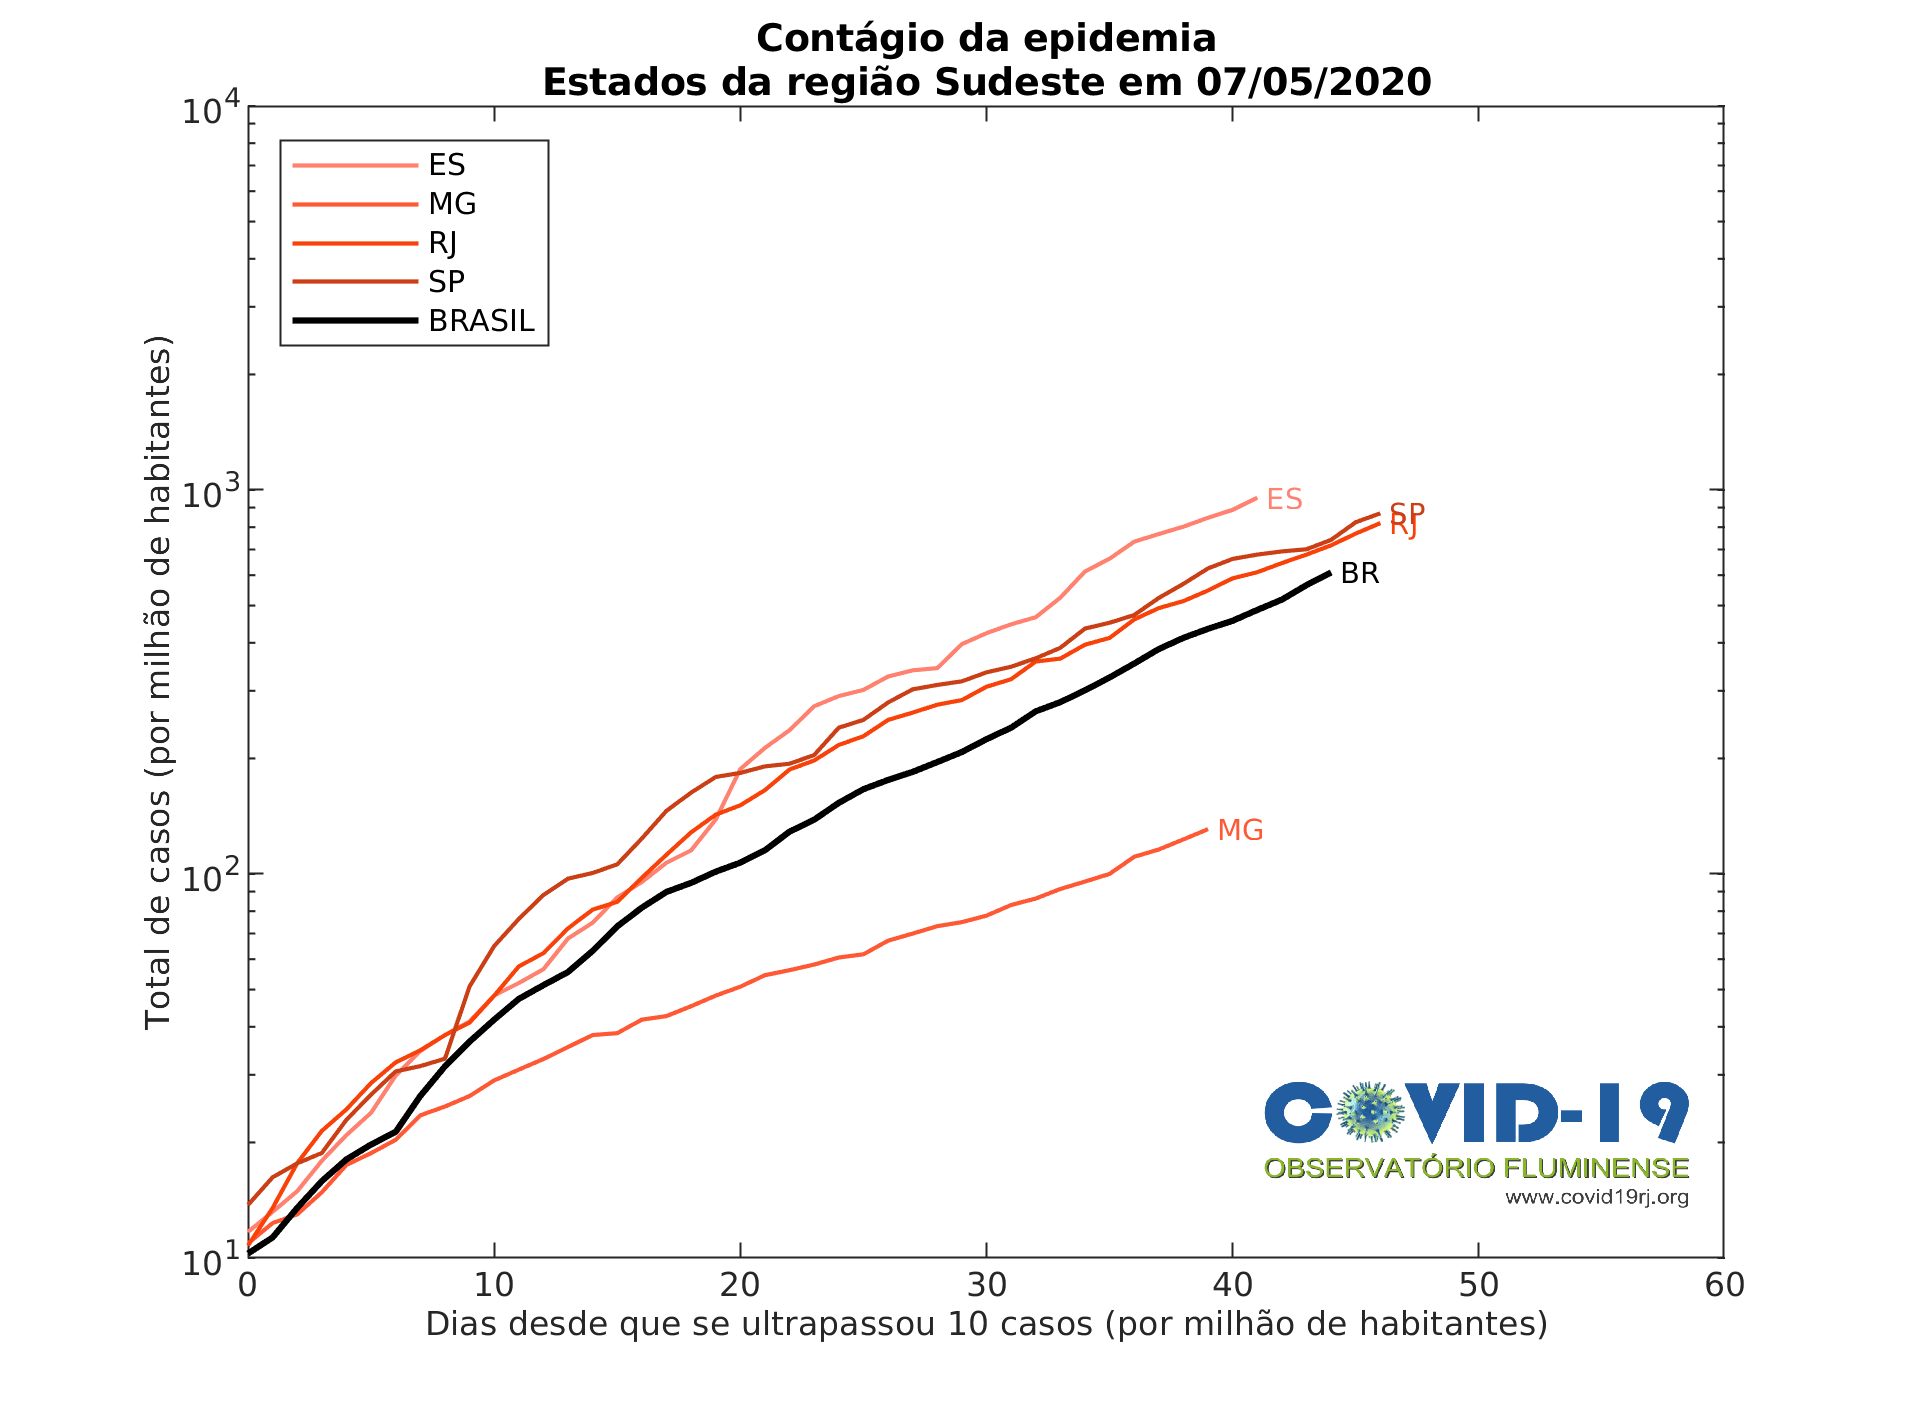 Contágio da epidemia
Estados da região Sudeste em 07/05/2020
Total de casos (por milhão de habitantes)
10^4
10^3
10^2
10^1
ES
MG
RJ
SP
BRASIL
ES
SP
RJ
BR
MG
COVID-19
OBSERVATÓRIO FLUMINENSE
www.covid19rj.org
0 10 20 30 40 50 60
Dias desde que se ultrapassou 10 casos (por milhão de habitantes)